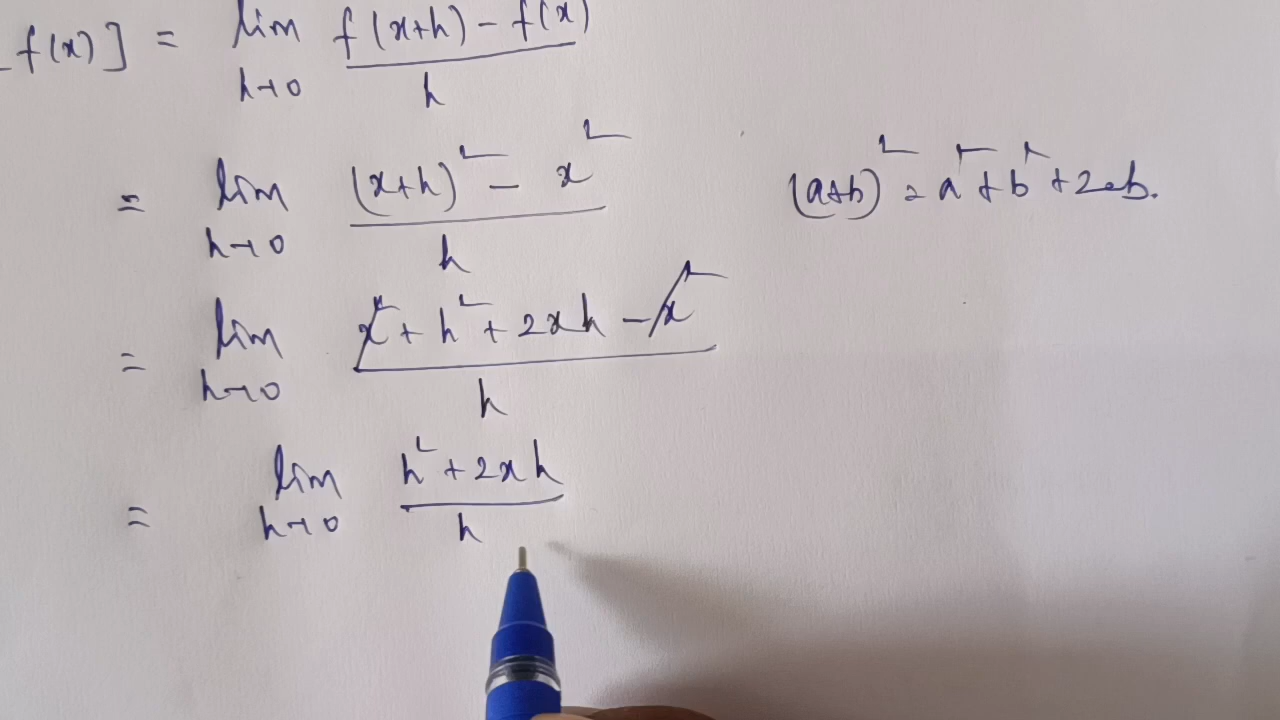 f(x)] = lim f(x+h) - f(x)
h→0 h
= lim (x+h)² - x²
h→0 h
(a+b)² = a² + b² + 2ab.
= lim x² + h² + 2xh - x²
h→0 h
= lim h² + 2xh
h→0 h